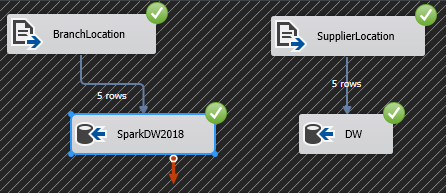 BranchLocation
SupplierLocation
5 rows
5 rows
SparkDW2018
DW